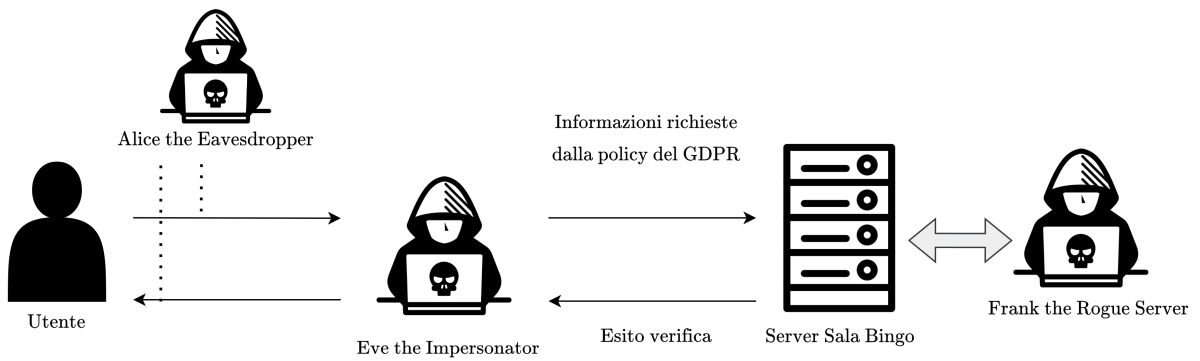 Alice the Eavesdropper
Informazioni richieste
dalla policy del GDPR
Utente
Eve the Impersonator
Esito verifica
Server Sala Bingo
Frank the Rogue Server